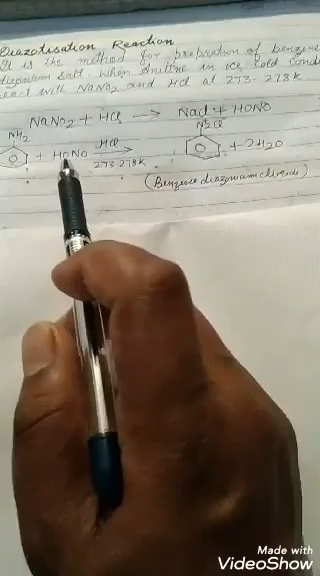 Diazotisation Reaction
It is the method for prepration of benzene
diazonium salt. When aniline in ice cold cond
react with NaNO2 and HCl at 273-278K
NaNO2 + HCl → NaCl + HONO
NH2 N2Cl
+ HONO HCl 273-278K → + 2H2O
(Benzene diazonium chloride)
Made with
VideoShow